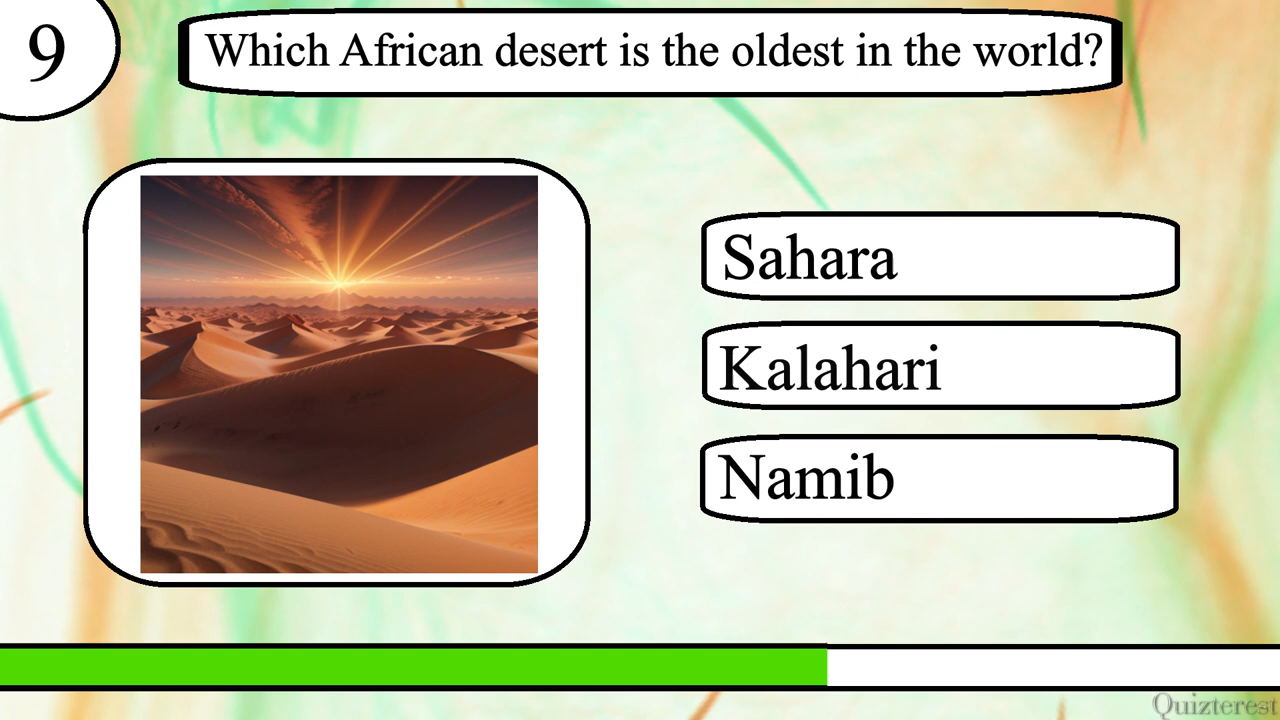 9
Which African desert is the oldest in the world?
Sahara
Kalahari
Namib
Quizterest